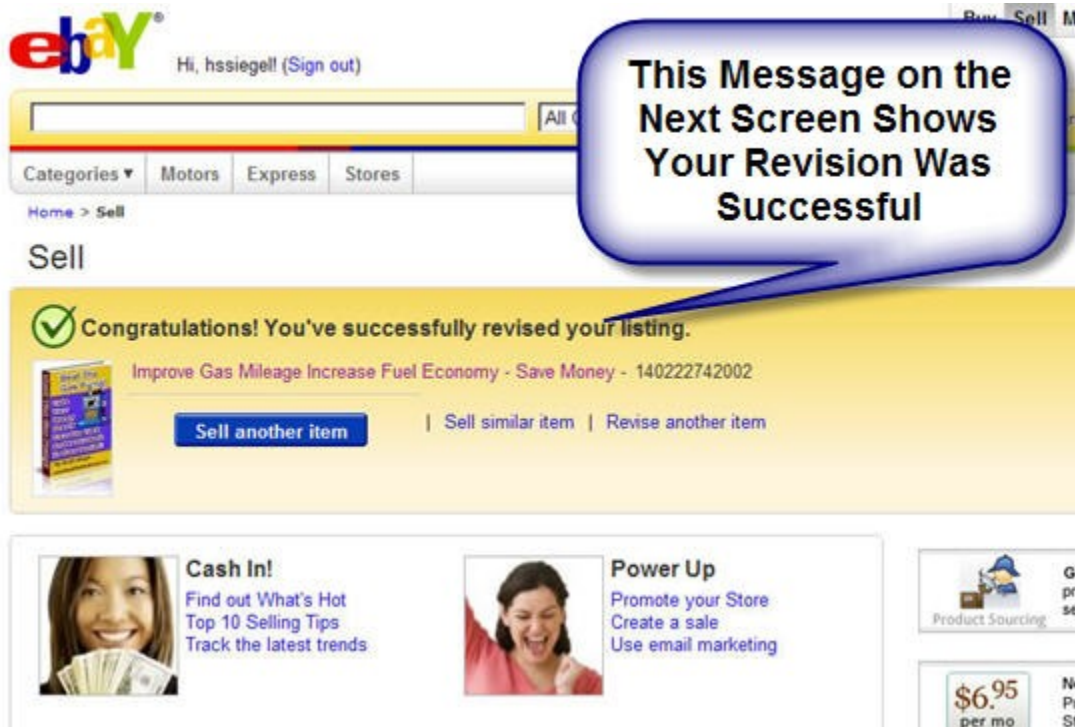 ebaY®
Hi, hssiegel! (Sign out)
Buy Sell
This Message on the
Next Screen Shows
Your Revision Was
Successful
All
Categories ▾ Motors Express Stores
Home > Sell
Sell
Congratulations! You've successfully revised your listing.
Improve Gas Mileage Increase Fuel Economy - Save Money - 140222742002
Sell another item | Sell similar item | Revise another item
Cash In!
Find out What's Hot
Top 10 Selling Tips
Track the latest trends
Power Up
Promote your Store
Create a sale
Use email marketing
Product Sourcing
$6.95
per mo